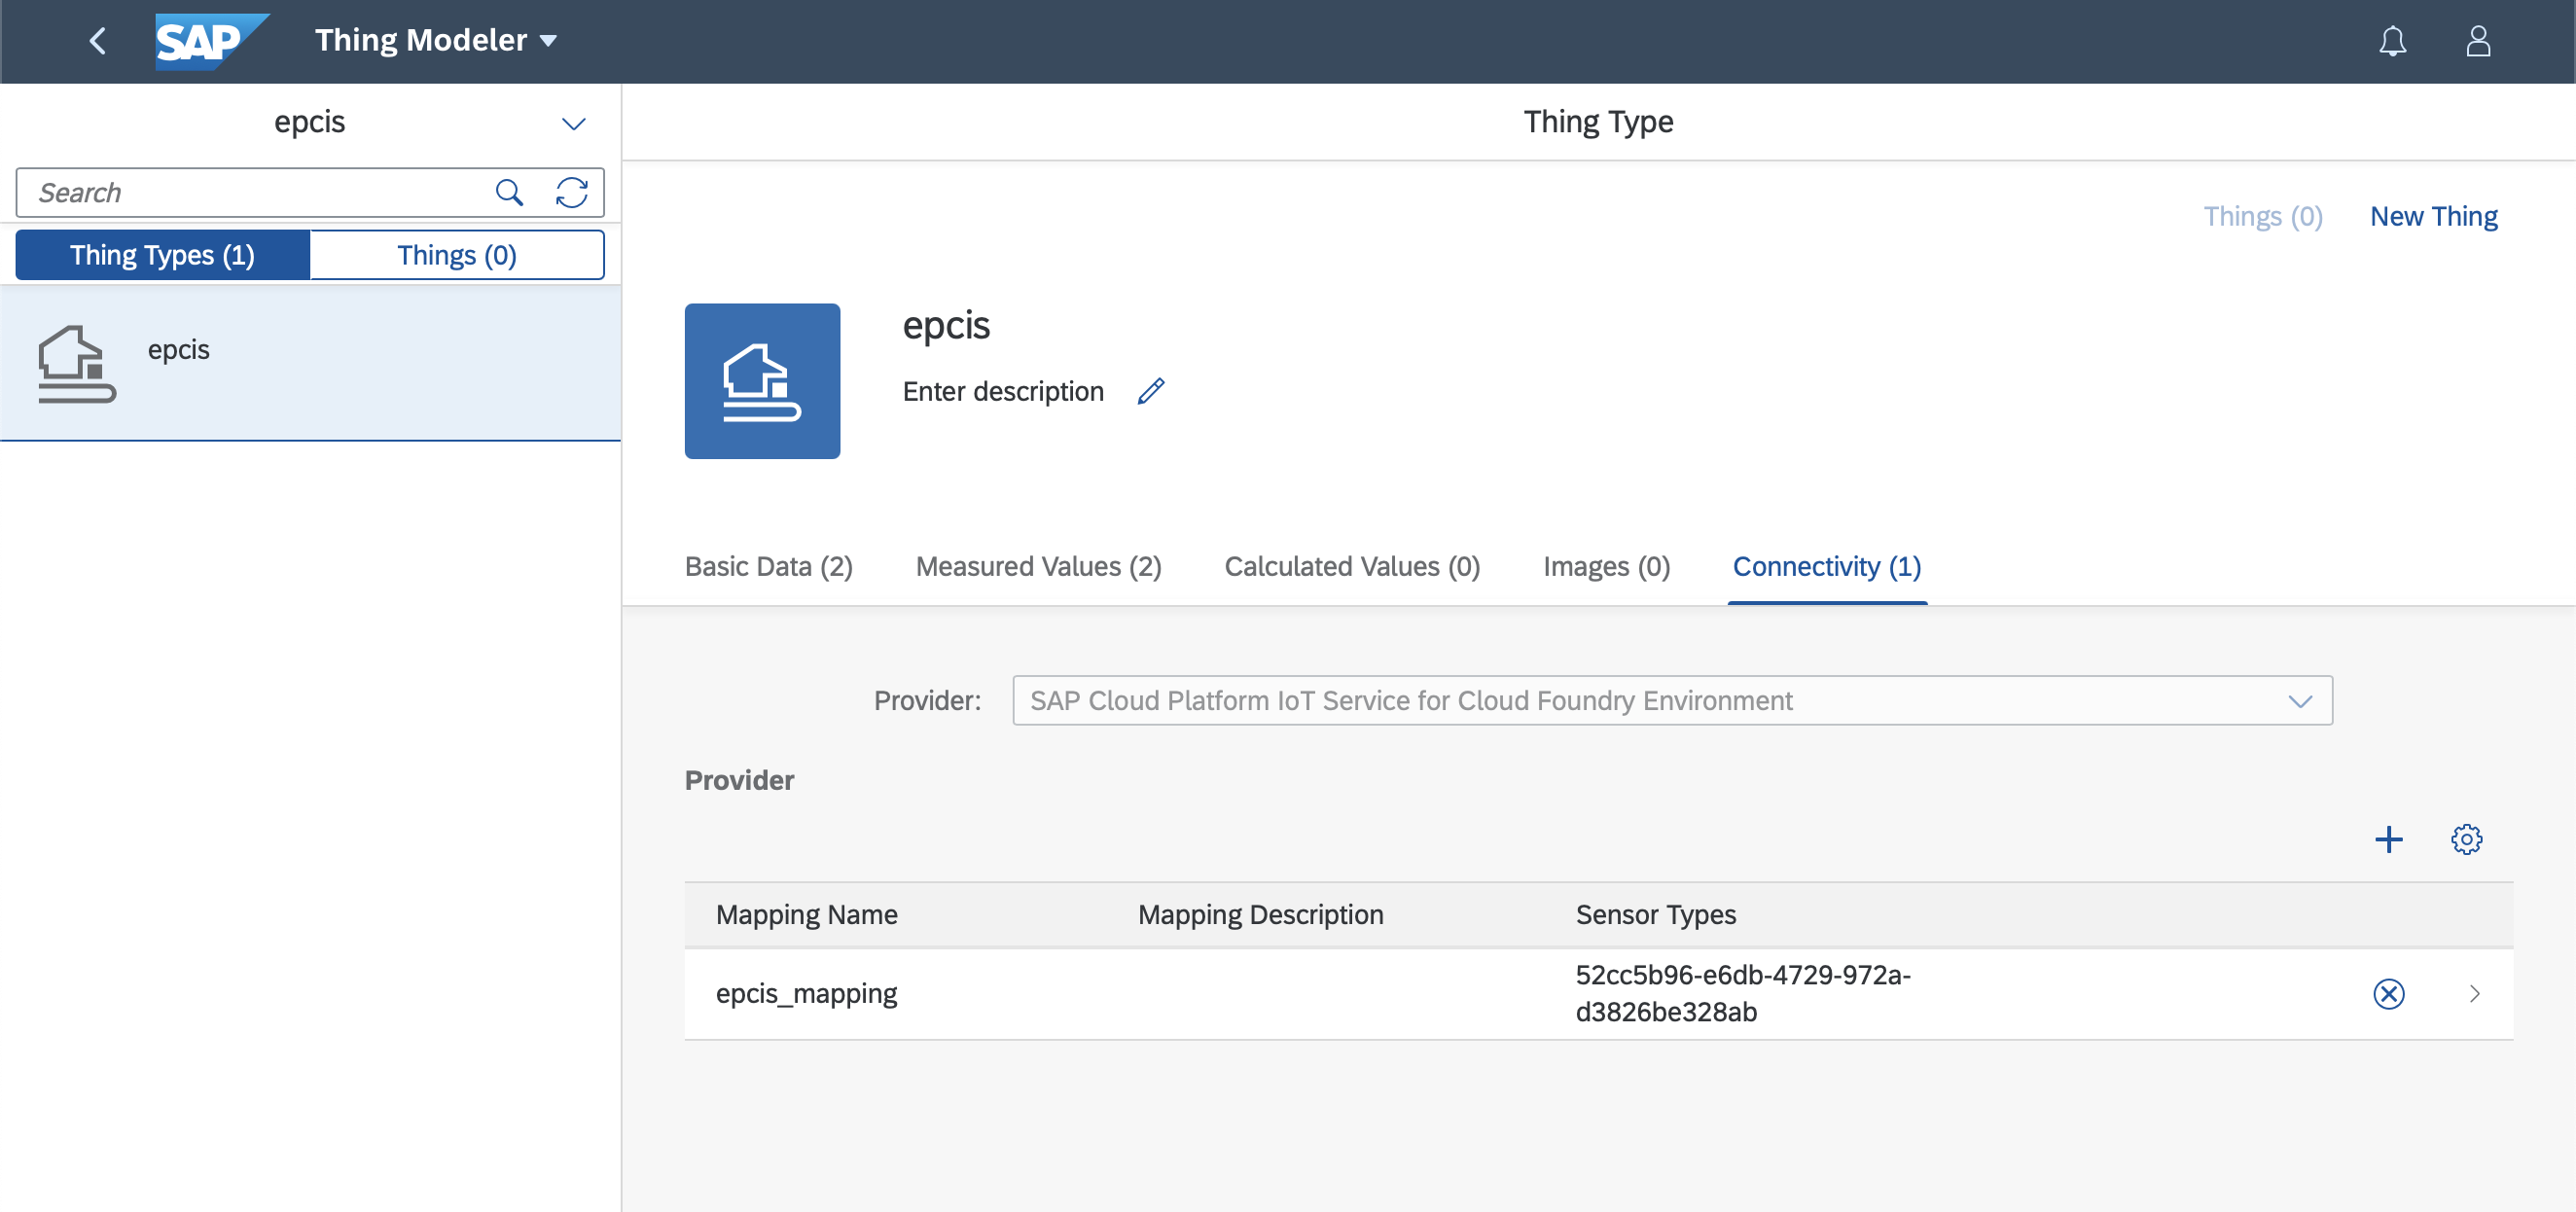 SAP
Thing Modeler
epcis
Thing Type
Search
Things (0)
New Thing
Thing Types (1)
Things (0)
epcis
epcis
Enter description
Basic Data (2)
Measured Values (2)
Calculated Values (0)
Images (0)
Connectivity (1)
Provider:
SAP Cloud Platform IoT Service for Cloud Foundry Environment
Provider
Mapping Name
Mapping Description
Sensor Types
epcis_mapping
52cc5b96-e6db-4729-972a-
d3826be328ab